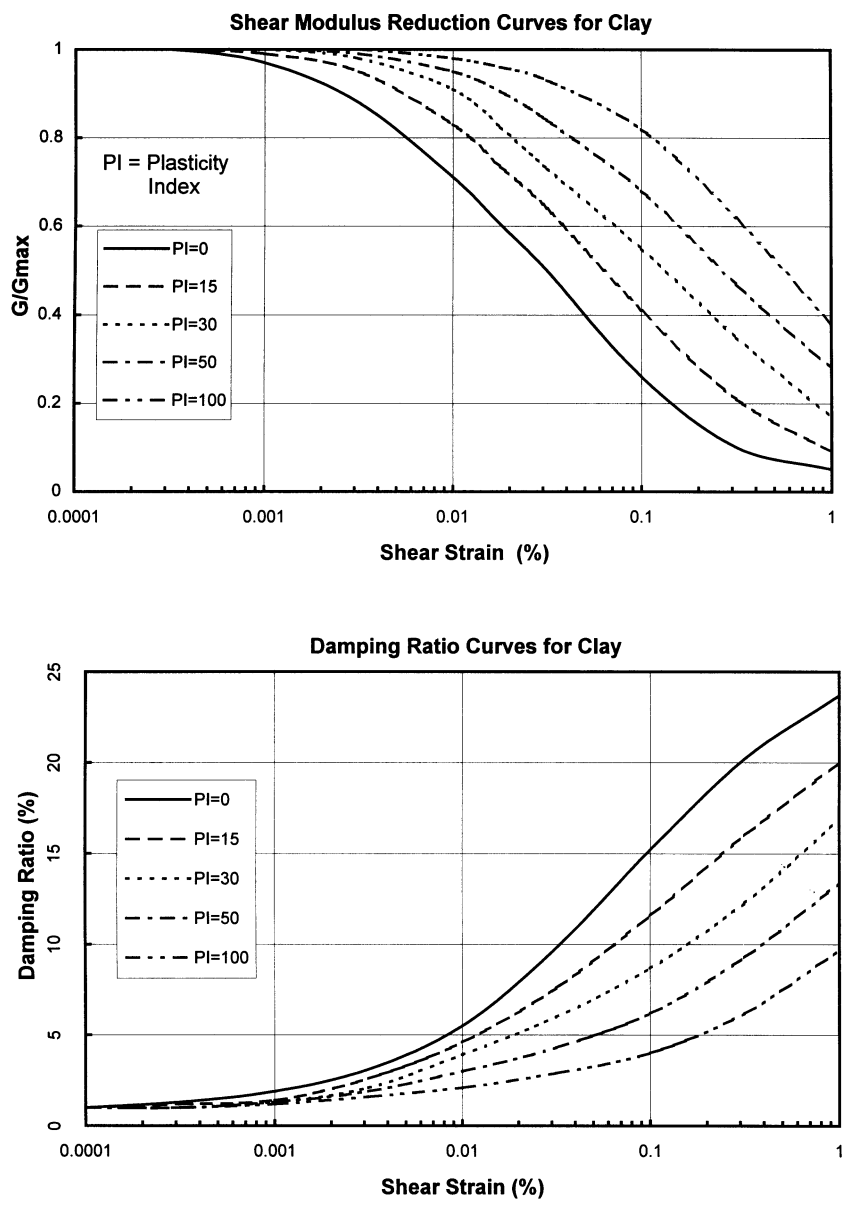 Shear Modulus Reduction Curves for Clay
1
0.8
0.6
0.4
0.2
0
G/Gmax
PI = Plasticity
Index
PI=0
PI=15
PI=30
PI=50
PI=100
0.0001 0.001 0.01 0.1 1
Shear Strain (%)
Damping Ratio Curves for Clay
25
20
15
10
5
0
Damping Ratio (%)
PI=0
PI=15
PI=30
PI=50
PI=100
0.0001 0.001 0.01 0.1 1
Shear Strain (%)